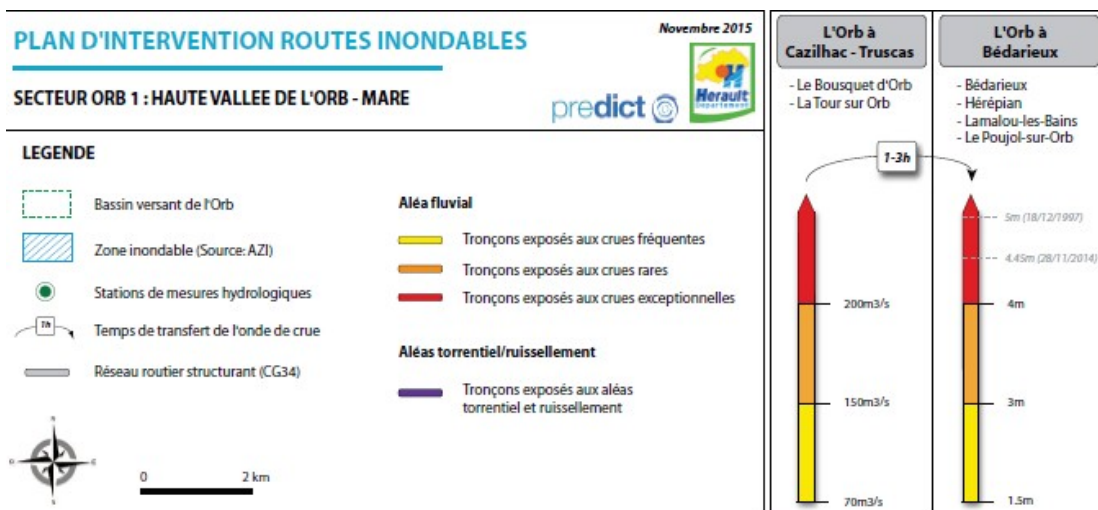 PLAN D'INTERVENTION ROUTES INONDABLES
Novembre 2015
SECTEUR ORB 1 : HAUTE VALLEE DE L'ORB - MARE
predict
Hérault
Département
LEGENDE
Bassin versant de l'Orb
Zone inondable (Source: AZI)
Stations de mesures hydrologiques
1h
Temps de transfert de l'onde de crue
Réseau routier structurant (CG34)
0 2 km
Aléa fluvial
Tronçons exposés aux crues fréquentes
Tronçons exposés aux crues rares
Tronçons exposés aux crues exceptionnelles
Aléas torrentiel/ruissellement
Tronçons exposés aux aléas
torrentiel et ruissellement
L'Orb à
Cazilhac - Truscas
- Le Bousquet d'Orb
- La Tour sur Orb
1-3h
200m3/s
150m3/s
70m3/s
L'Orb à
Bédarieux
- Bédarieux
- Hérépian
- Lamalou-les-Bains
- Le Poujol-sur-Orb
5m (18/12/1997)
4.45m (28/11/2014)
4m
3m
1.5m